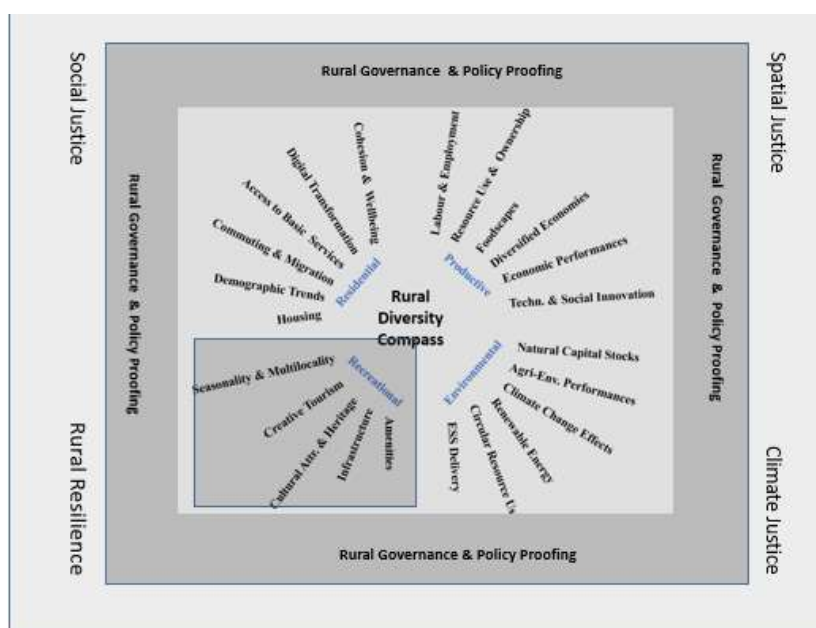 Rural Governance & Policy Proofing
Social Justice
Spatial Justice
Rural Governance & Policy Proofing
Rural Governance & Policy Proofing
Cohesion & Wellbeing
Digital Transformation
Access to Basic Services
Commuting & Migration
Demographic Trends
Housing
Residential
Labour & Employment
Resource Use & Ownership
Foodscapes
Diversified Economies
Economic Performances
Techn. & Social Innovation
Productive
Rural
Diversity
Compass
Seasonality & Multilocality
Creative Tourism
Cultural Attr. & Heritage
Infrastructure
Amenities
Recreational
Natural Capital Stocks
Agri-Env. Performances
Climate Change Effects
Renewable Energy
Circular Resource Us
ESS Delivery
Environmental
Rural Resilience
Climate Justice
Rural Governance & Policy Proofing